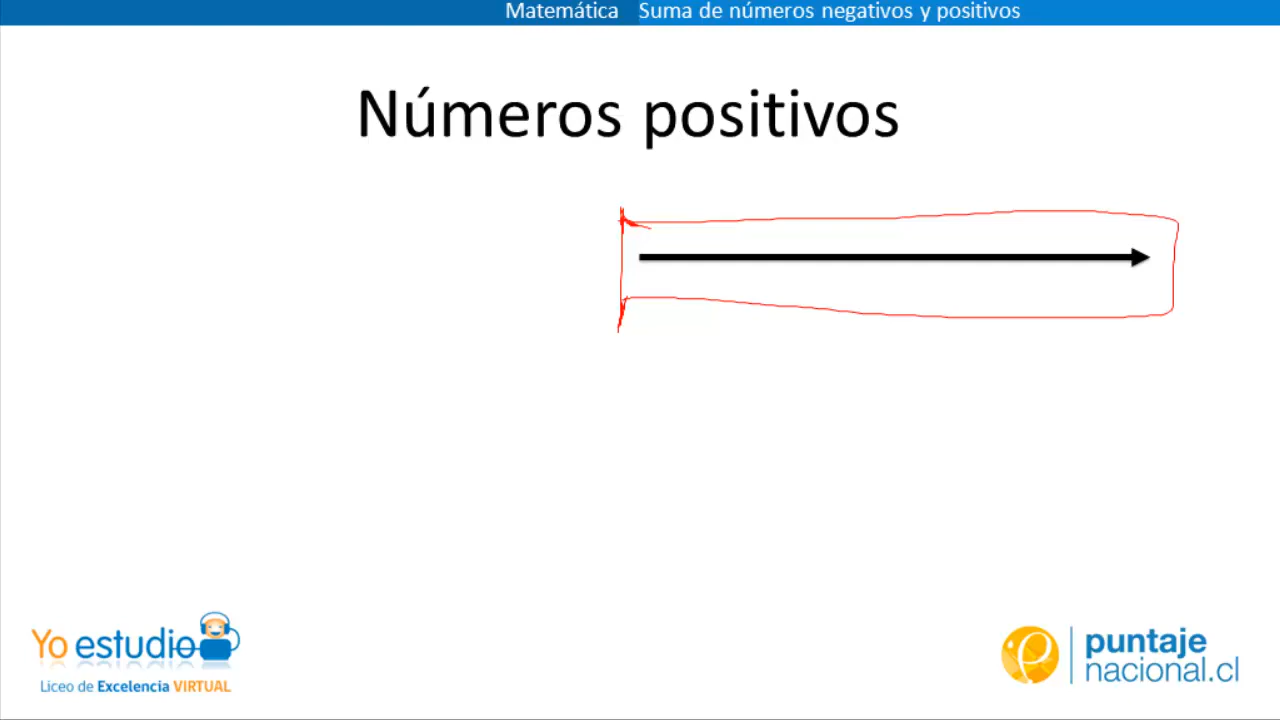 Matemática Suma de números negativos y positivos
Números positivos
Yo estudio
Liceo de Excelencia VIRTUAL
puntaje
nacional.cl